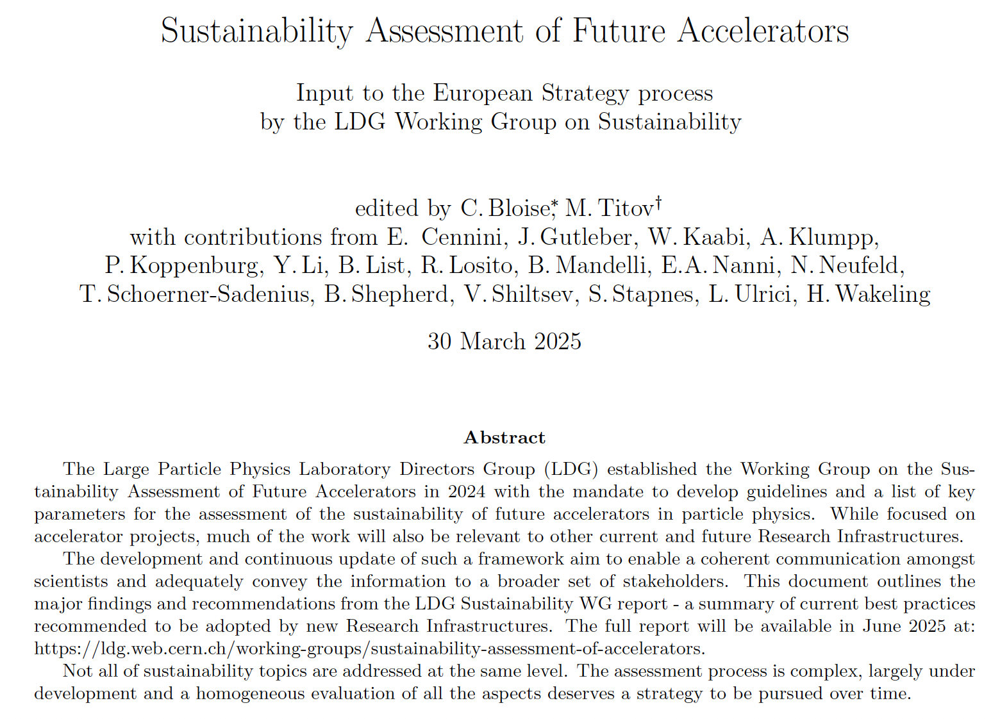 Sustainability Assessment of Future Accelerators
Input to the European Strategy process
by the LDG Working Group on Sustainability
edited by C. Bloise*, M. Titov†
with contributions from E. Cennini, J. Gutleber, W. Kaabi, A. Klumpp,
P. Koppenburg, Y. Li, B. List, R. Losito, B. Mandelli, E.A. Nanni, N. Neufeld,
T. Schoerner-Sadenius, B. Shepherd, V. Shiltsev, S. Stapnes, L. Ulrici, H. Wakeling
30 March 2025
Abstract
The Large Particle Physics Laboratory Directors Group (LDG) established the Working Group on the Sus-
tainability Assessment of Future Accelerators in 2024 with the mandate to develop guidelines and a list of key
parameters for the assessment of the sustainability of future accelerators in particle physics. While focused on
accelerator projects, much of the work will also be relevant to other current and future Research Infrastructures.
The development and continuous update of such a framework aim to enable a coherent communication amongst
scientists and adequately convey the information to a broader set of stakeholders. This document outlines the
major findings and recommendations from the LDG Sustainability WG report - a summary of current best practices
recommended to be adopted by new Research Infrastructures. The full report will be available in June 2025 at:
https://ldg.web.cern.ch/working-groups/sustainability-assessment-of-accelerators.
Not all of sustainability topics are addressed at the same level. The assessment process is complex, largely under
development and a homogeneous evaluation of all the aspects deserves a strategy to be pursued over time.